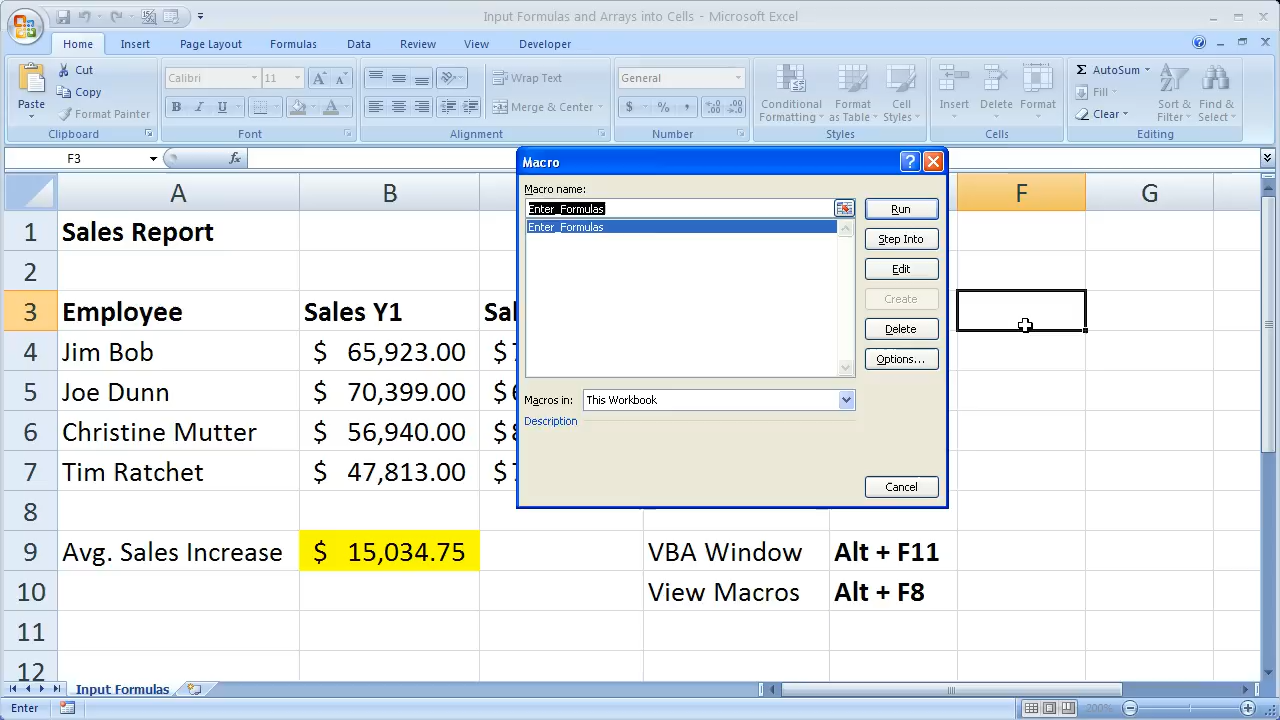 Input Formulas and Arrays into Cells - Microsoft Excel
Home Insert Page Layout Formulas Data Review View Developer
Paste
Cut
Copy
Format Painter
Clipboard
Calibri 11
B I U
Font
Wrap Text
Merge & Center
Alignment
General
$ % ,
Number
Conditional Formatting
Format as Table
Cell Styles
Styles
Insert Delete Format
Cells
Σ AutoSum
Fill
Clear
Sort & Filter
Find & Select
Editing
F3 fx
A B F G
1 Sales Report
2
3 Employee Sales Y1 Sal
4 Jim Bob $ 65,923.00 $
5 Joe Dunn $ 70,399.00 $
6 Christine Mutter $ 56,940.00 $
7 Tim Ratchet $ 47,813.00 $
8
9 Avg. Sales Increase $ 15,034.75 VBA Window Alt + F11
10 View Macros Alt + F8
11
12
Macro
Macro name:
Enter_Formulas
Enter_Formulas
Run
Step Into
Edit
Create
Delete
Options...
Macros in: This Workbook
Description
Cancel
Input Formulas
Enter 200%